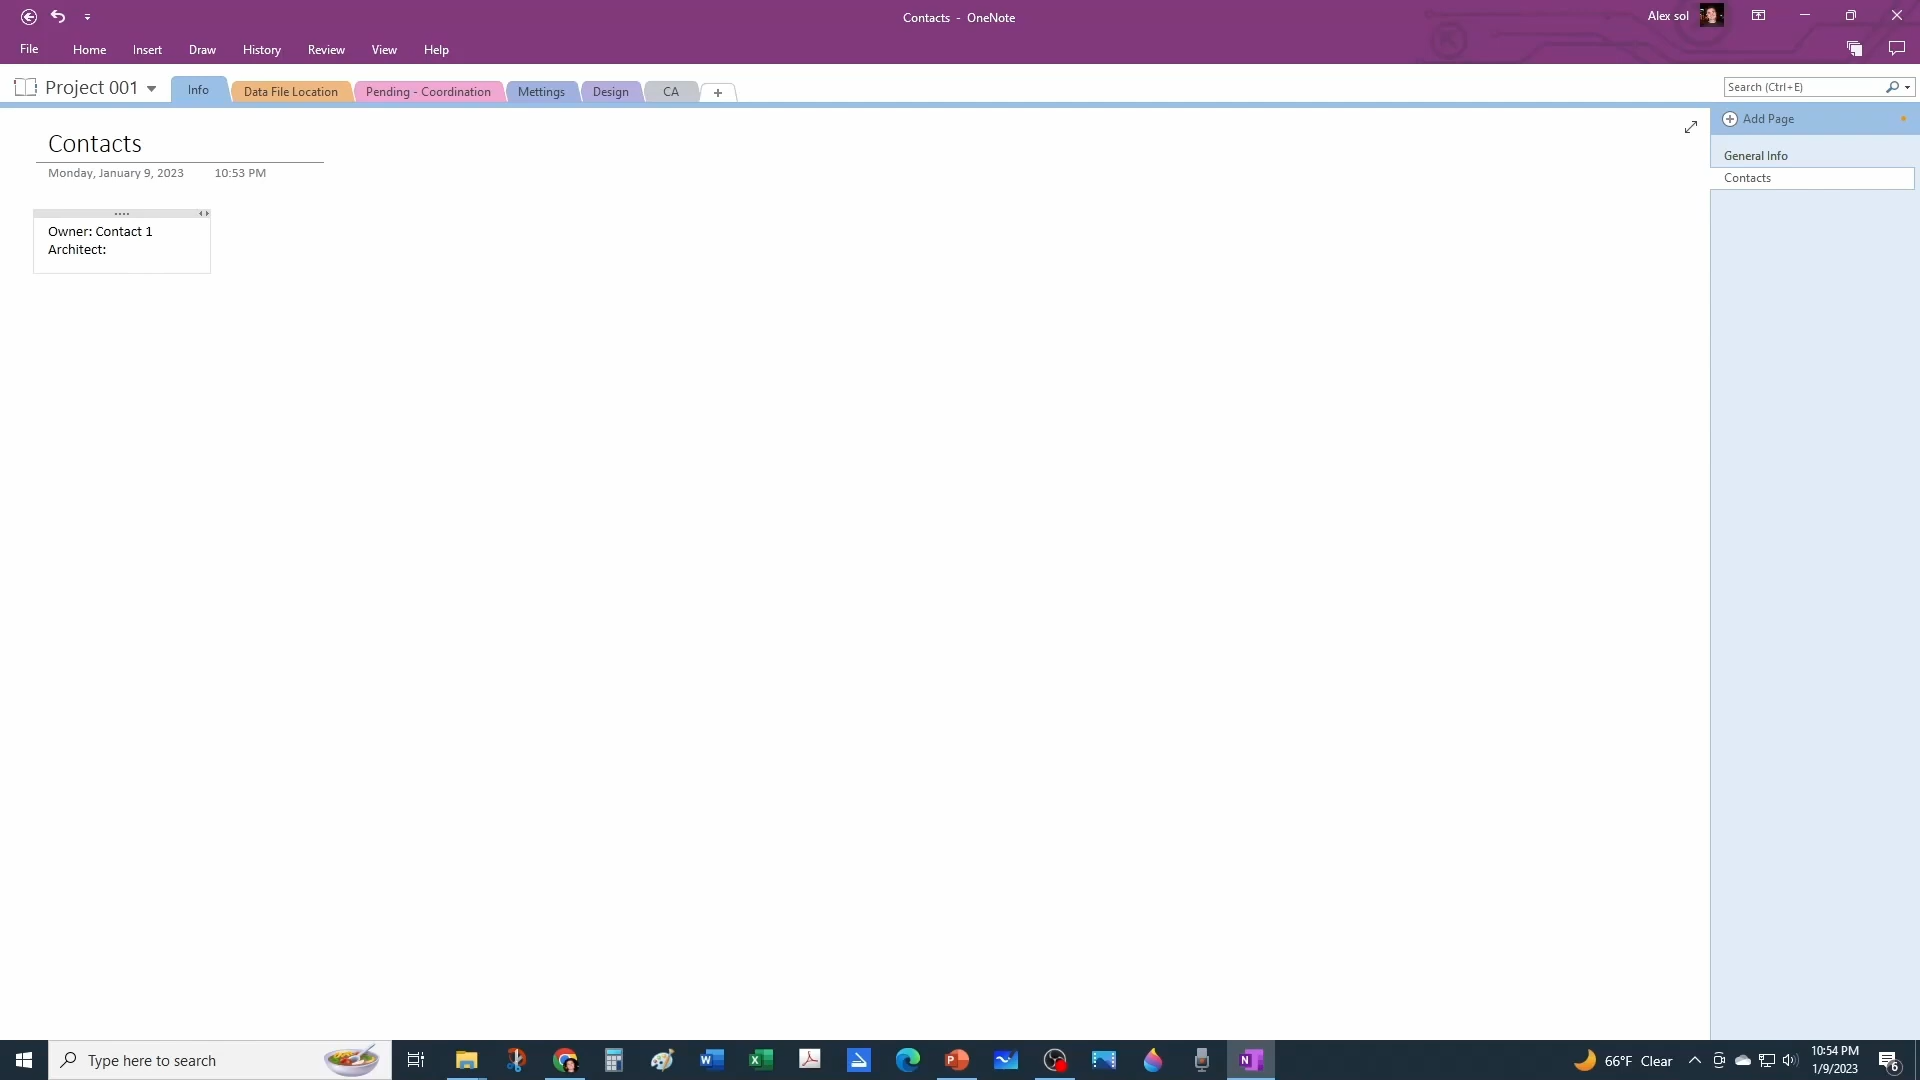 Contacts - OneNote
Alex sol
File Home Insert Draw History Review View Help
Project 001 Info Data File Location Pending - Coordination Mettings Design CA +
Search (Ctrl+E)
Add Page
Contacts
Monday, January 9, 2023 10:53 PM
General Info
Contacts
Owner: Contact 1
Architect:
Type here to search
66°F Clear
10:54 PM
1/9/2023
6